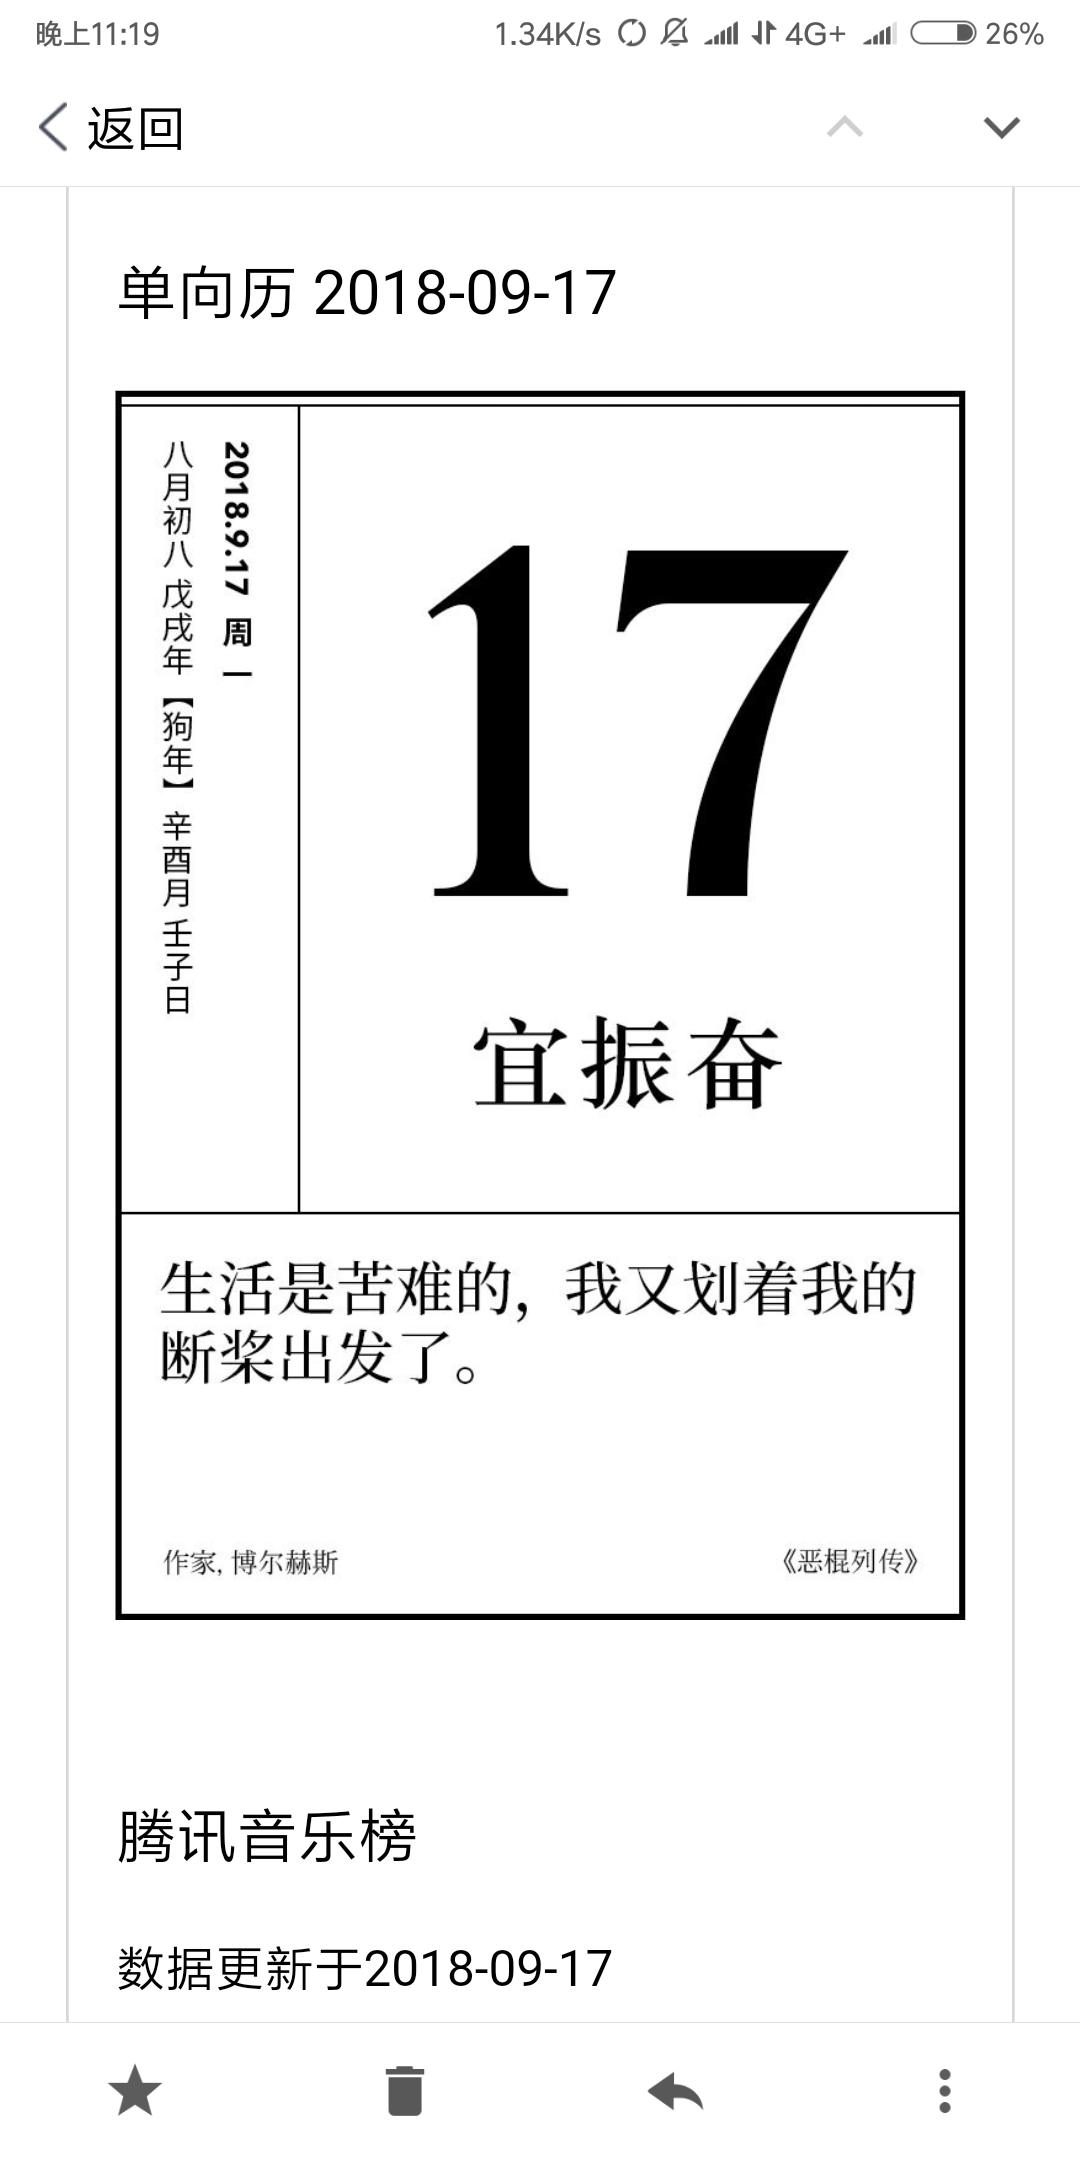 晚上11:19
1.34K/s
4G+
26%
返回
单向历 2018-09-17
2018.9.17 周一
八月初八 戊戌年【狗年】辛酉月 壬子日
17
宜振奋
生活是苦难的，我又划着我的
断桨出发了。
作家, 博尔赫斯
《恶棍列传》
腾讯音乐榜
数据更新于2018-09-17